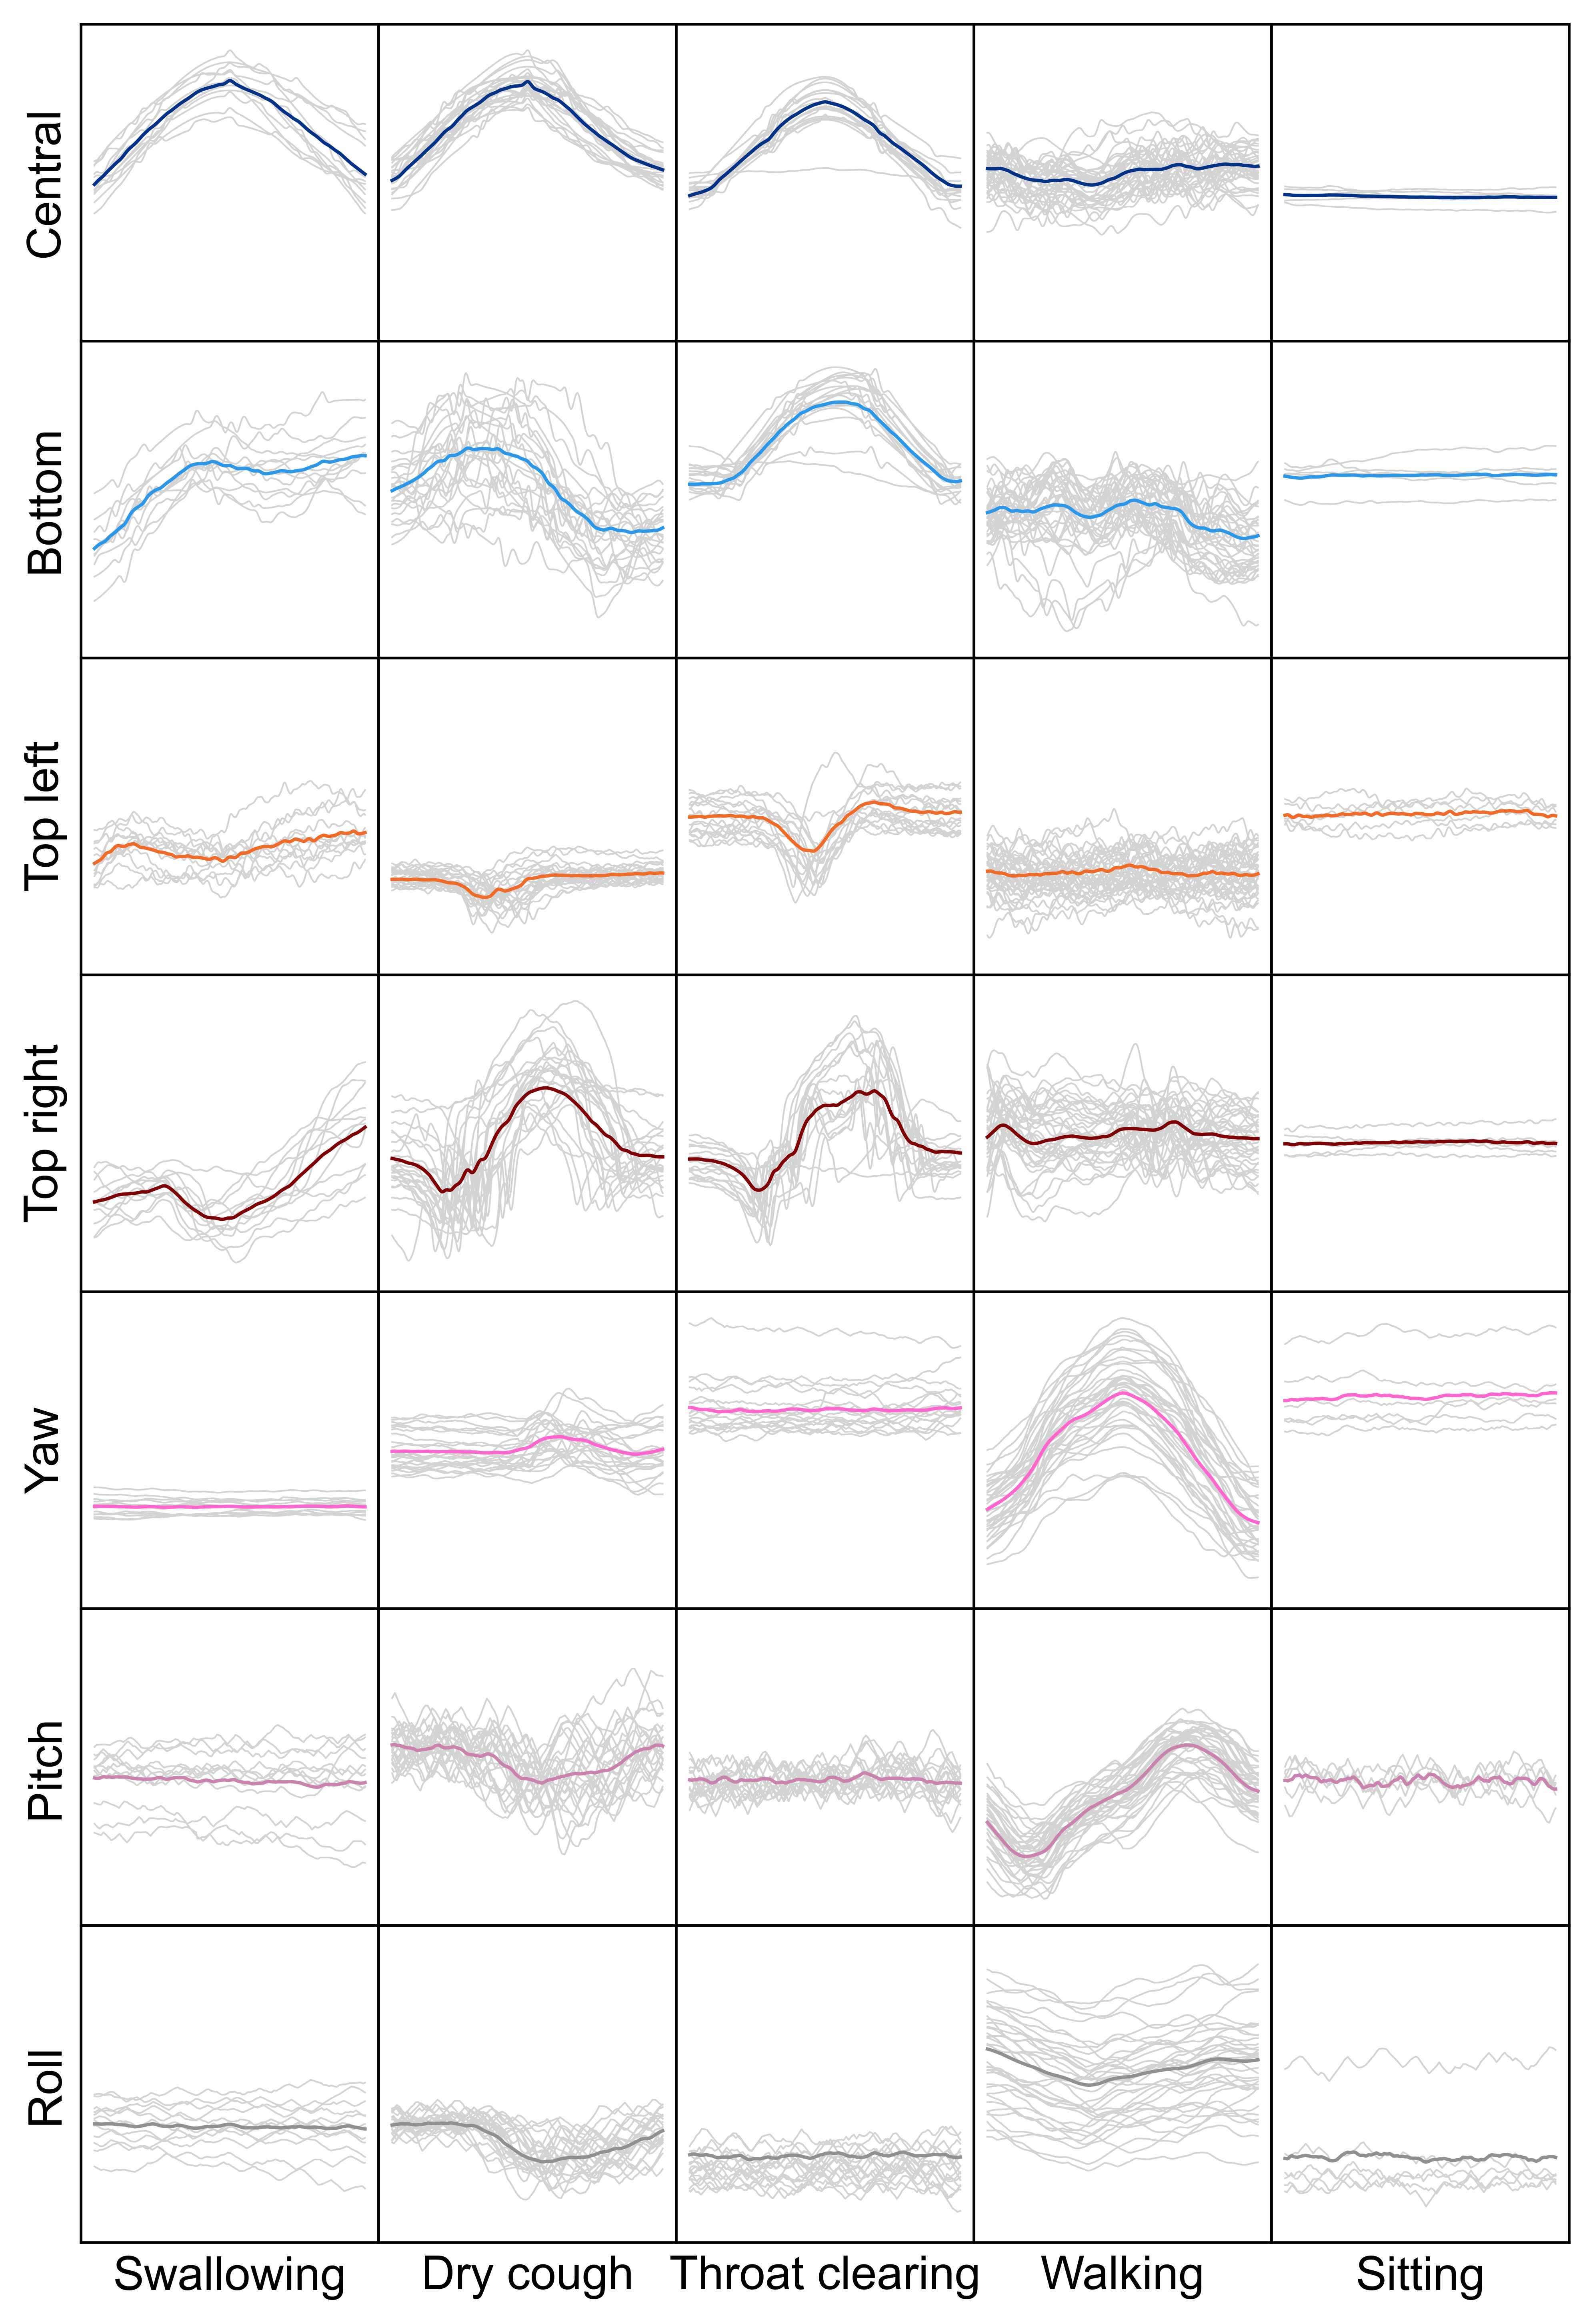 Central
Bottom
Top left
Top right
Yaw
Pitch
Roll
Swallowing
Dry cough
Throat clearing
Walking
Sitting